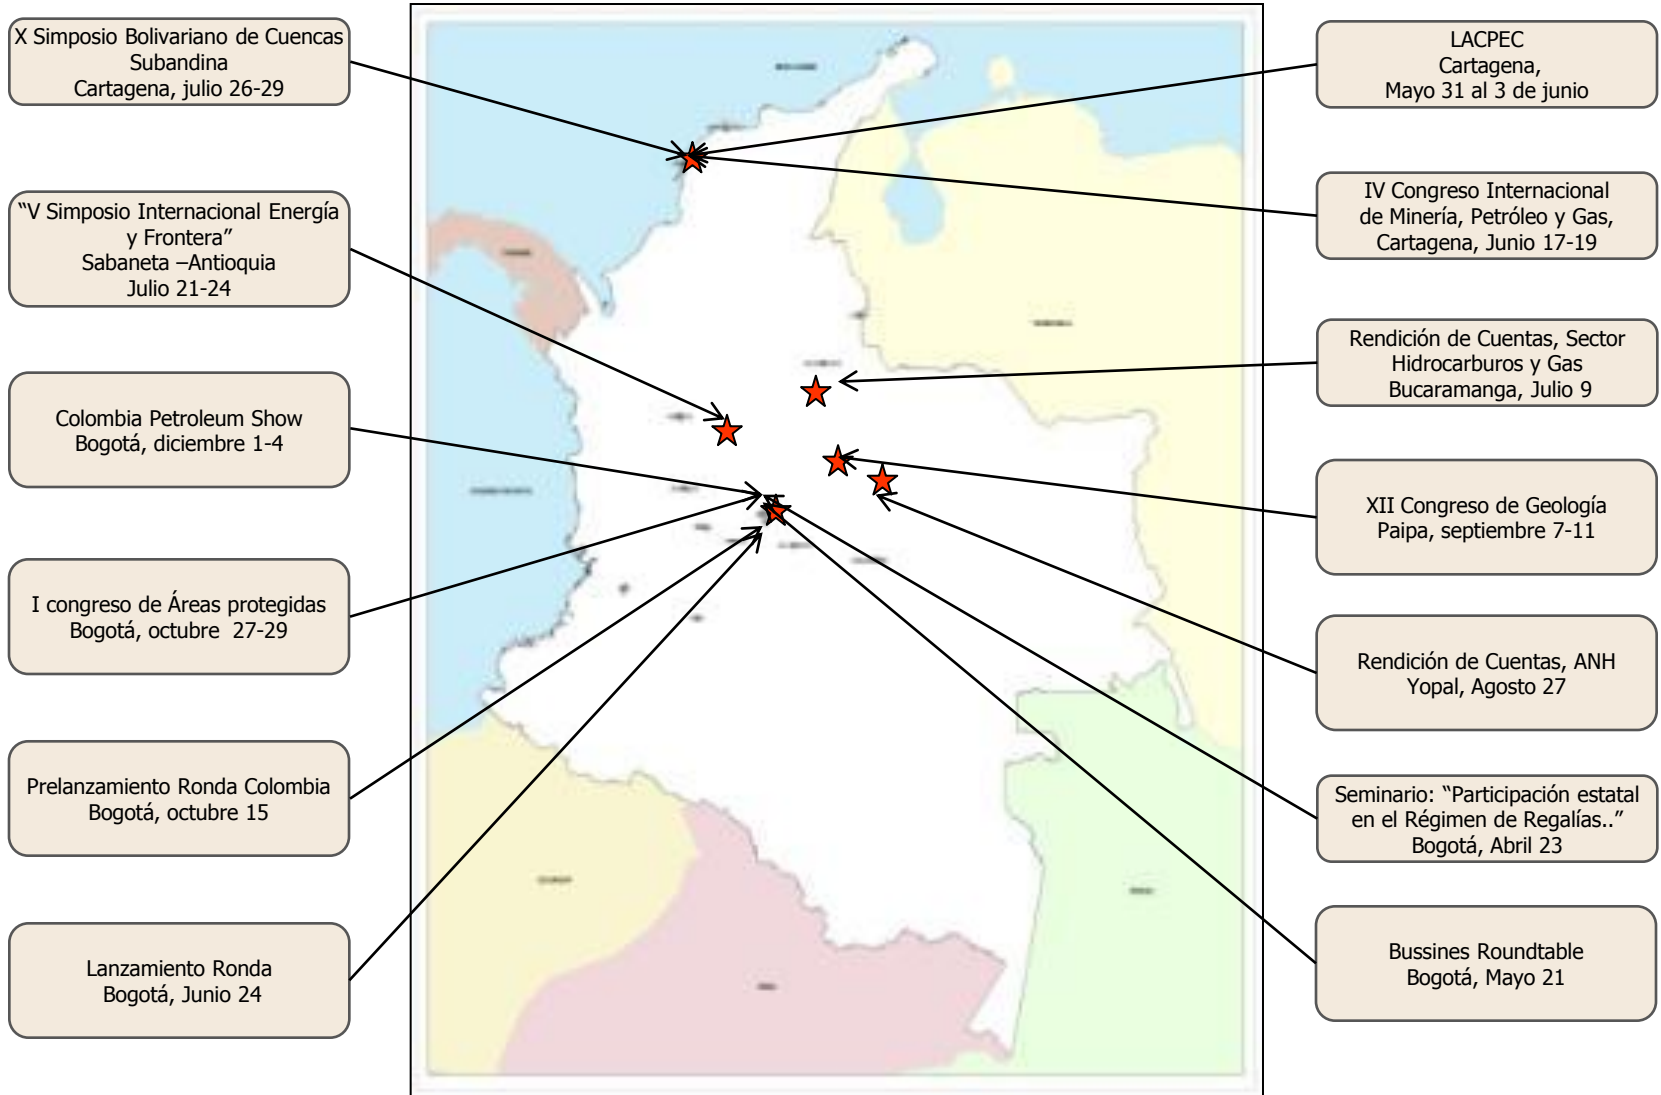 X Simposio Bolivariano de Cuencas
Subandina
Cartagena, julio 26-29
“V Simposio Internacional Energía
y Frontera”
Sabaneta –Antioquia
Julio 21-24
Colombia Petroleum Show
Bogotá, diciembre 1-4
I congreso de Áreas protegidas
Bogotá, octubre 27-29
Prelanzamiento Ronda Colombia
Bogotá, octubre 15
Lanzamiento Ronda
Bogotá, Junio 24
LACPEC
Cartagena,
Mayo 31 al 3 de junio
IV Congreso Internacional
de Minería, Petróleo y Gas,
Cartagena, Junio 17-19
Rendición de Cuentas, Sector
Hidrocarburos y Gas
Bucaramanga, Julio 9
XII Congreso de Geología
Paipa, septiembre 7-11
Rendición de Cuentas, ANH
Yopal, Agosto 27
Seminario: “Participación estatal
en el Régimen de Regalías..”
Bogotá, Abril 23
Bussines Roundtable
Bogotá, Mayo 21